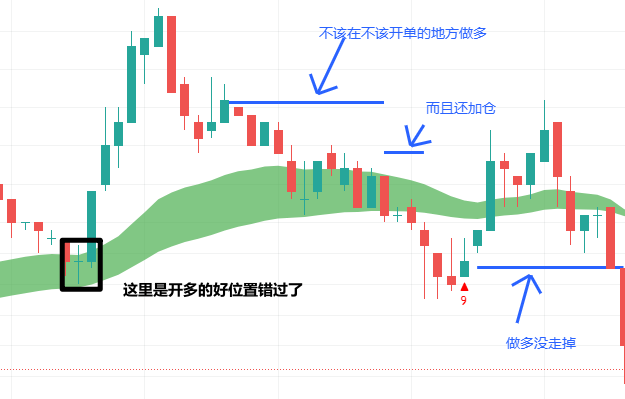 不该在不该开单的地方做多
而且还加仓
这里是开多的好位置错过了
9
做多没走掉